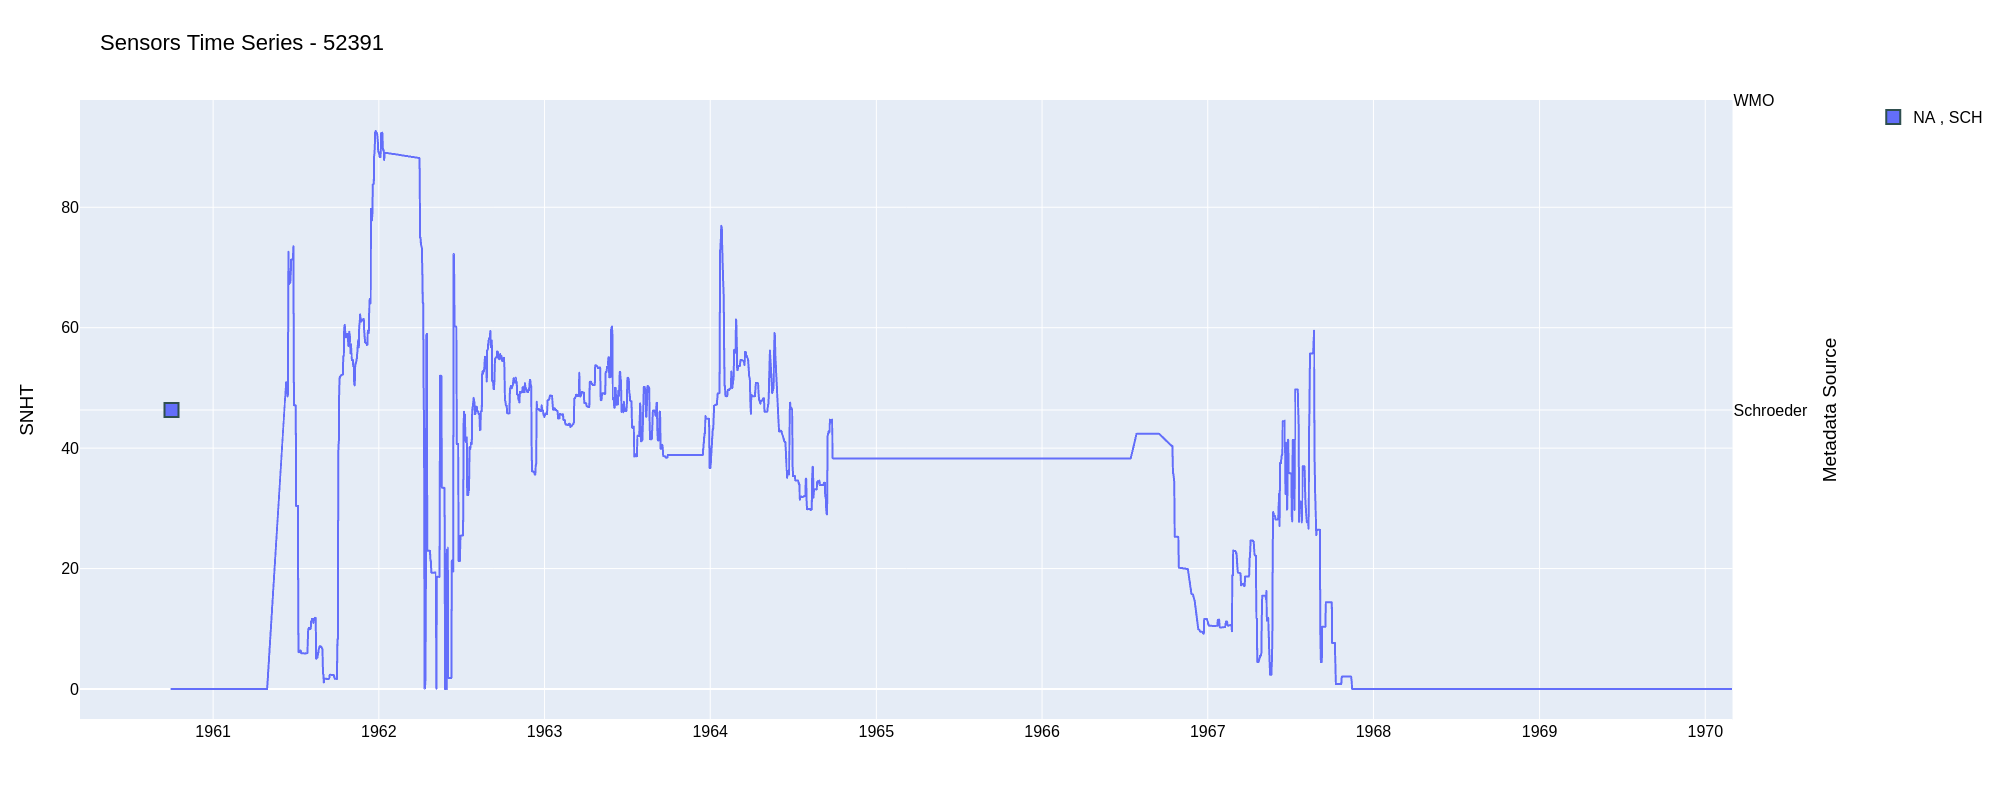 Sensors Time Series - 52391
WMO
NA , SCH
80
60
Schroeder
40
20
0
SNHT
Metadata Source
1961 1962 1963 1964 1965 1966 1967 1968 1969 1970